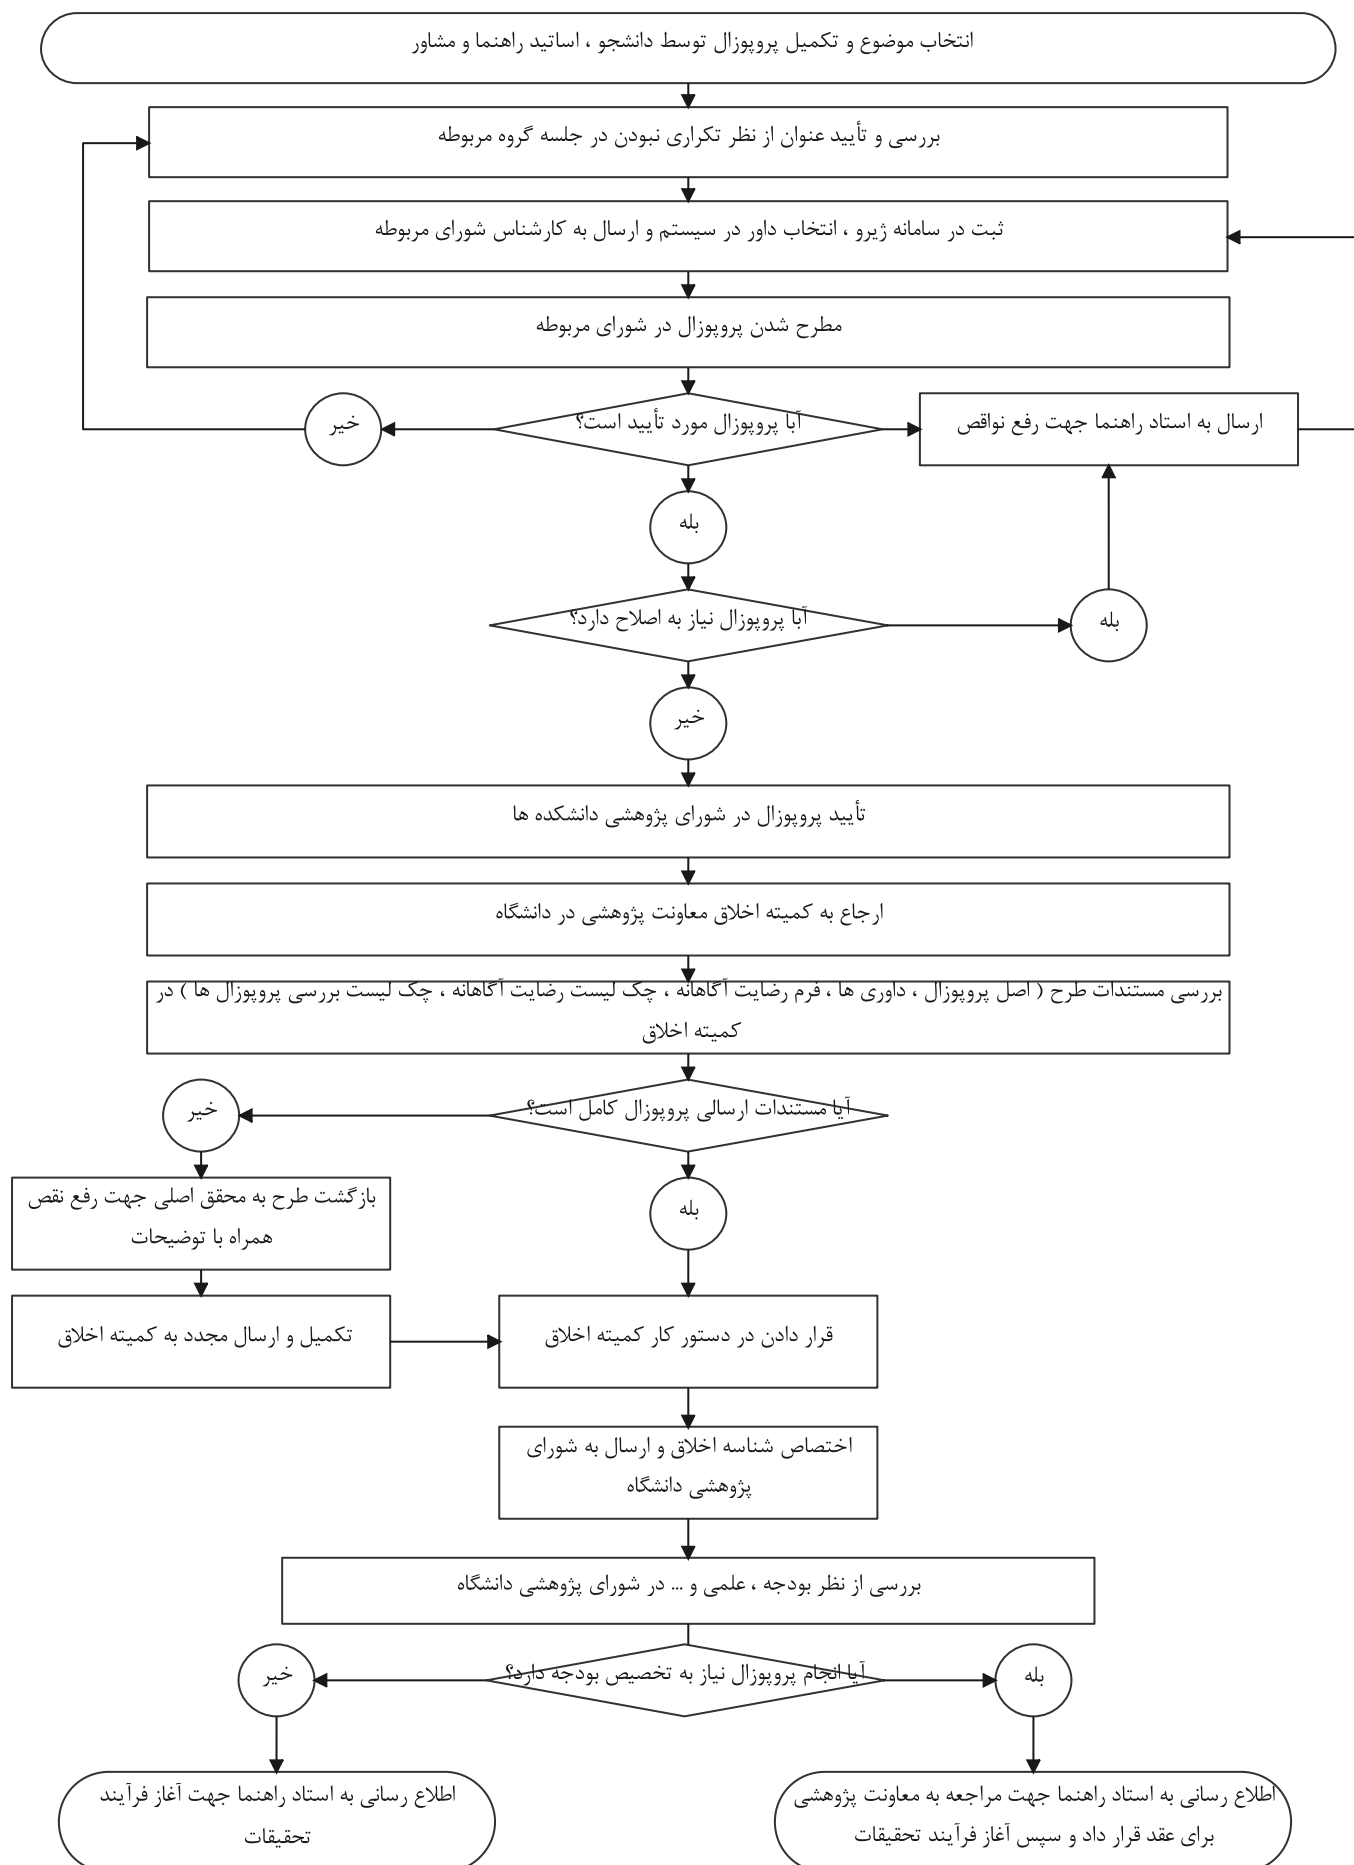 انتخاب موضوع و تکمیل پروپوزال توسط دانشجو ، اساتید راهنما و مشاور
بررسی و تأیید عنوان از نظر تکراری نبودن در جلسه گروه مربوطه
ثبت در سامانه ژیرو ، انتخاب داور در سیستم و ارسال به کارشناس شورای مربوطه
مطرح شدن پروپوزال در شورای مربوطه
ارسال به استاد راهنما جهت رفع نواقص
آبا پروپوزال مورد تأیید است؟
خیر
بله
آبا پروپوزال نیاز به اصلاح دارد؟
بله
خیر
تأیید پروپوزال در شورای پژوهشی دانشکده ها
ارجاع به کمیته اخلاق معاونت پژوهشی در دانشگاه
بررسی مستندات طرح ( اصل پروپوزال ، داوری ها ، فرم رضایت آگاهانه ، چک لیست رضایت آگاهانه ، چک لیست بررسی پروپوزال ها ) در
کمیته اخلاق
آیا مستندات ارسالی پروپوزال کامل است؟
خیر
بله
بازگشت طرح به محقق اصلی جهت رفع نقص
همراه با توضیحات
قرار دادن در دستور کار کمیته اخلاق
تکمیل و ارسال مجدد به کمیته اخلاق
اختصاص شناسه اخلاق و ارسال به شورای
پژوهشی دانشگاه
بررسی از نظر بودجه ، علمی و ... در شورای پژوهشی دانشگاه
بله
آیا انجام پروپوزال نیاز به تخصیص بودجه دارد؟
خیر
اطلاع رسانی به استاد راهنما جهت مراجعه به معاونت پژوهشی
برای عقد قرار داد و سپس آغاز فرآیند تحقیقات
اطلاع رسانی به استاد راهنما جهت آغاز فرآیند
تحقیقات